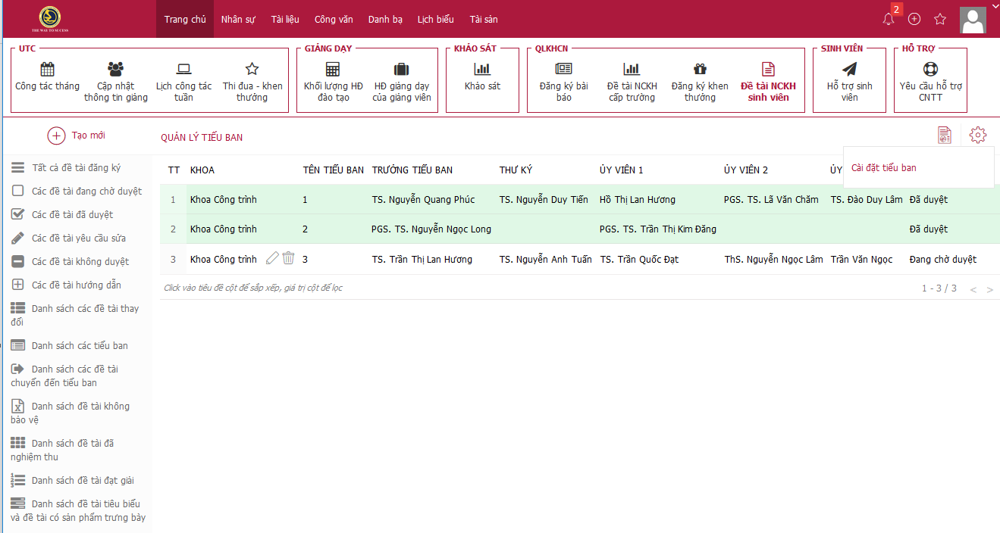 THE WAY TO SUCCESS
Trang chủ Nhân sự Tài liệu Công văn Danh bạ Lịch biểu Tài sản 2
UTC
Công tác tháng
Cập nhật
thông tin giảng
Lịch công tác
tuần
Thi đua - khen
thưởng
GIẢNG DẠY
Khối lượng HĐ
đào tạo
HĐ giảng dạy
của giảng viên
KHẢO SÁT
Khảo sát
QLKHCN
Đăng ký bài
báo
Đề tài NCKH
cấp trường
Đăng ký khen
thưởng
Đề tài NCKH
sinh viên
SINH VIÊN
Hỗ trợ sinh
viên
HỖ TRỢ
Yêu cầu hỗ trợ
CNTT
Tạo mới
Tất cả đề tài đăng ký
Các đề tài đang chờ duyệt
Các đề tài đã duyệt
Các đề tài yêu cầu sửa
Các đề tài không duyệt
Các đề tài hướng dẫn
Danh sách các đề tài thay
đổi
Danh sách các tiểu ban
Danh sách các đề tài
chuyển đến tiểu ban
Danh sách đề tài không
bảo vệ
Danh sách đề tài đã
nghiệm thu
Danh sách đề tài đạt giải
Danh sách đề tài tiêu biểu
và đề tài có sản phẩm trưng bày
QUẢN LÝ TIỂU BAN
Cài đặt tiểu ban
TT KHOA TÊN TIỂU BAN TRƯỞNG TIỂU BAN THƯ KÝ ỦY VIÊN 1 ỦY VIÊN 2 ỦY
1 Khoa Công trình 1 TS. Nguyễn Quang Phúc TS. Nguyễn Duy Tiến Hồ Thị Lan Hương PGS. TS. Lã Văn Chăm TS. Đào Duy Lâm Đã duyệt
2 Khoa Công trình 2 PGS. TS. Nguyễn Ngọc Long PGS. TS. Trần Thị Kim Đăng Đã duyệt
3 Khoa Công trình 3 TS. Trần Thị Lan Hương TS. Nguyễn Anh Tuấn TS. Trần Quốc Đạt ThS. Nguyễn Ngọc Lâm Trần Văn Ngọc Đang chờ duyệt
Click vào tiêu đề cột để sắp xếp, giá trị cột để lọc 1 - 3 / 3 < >